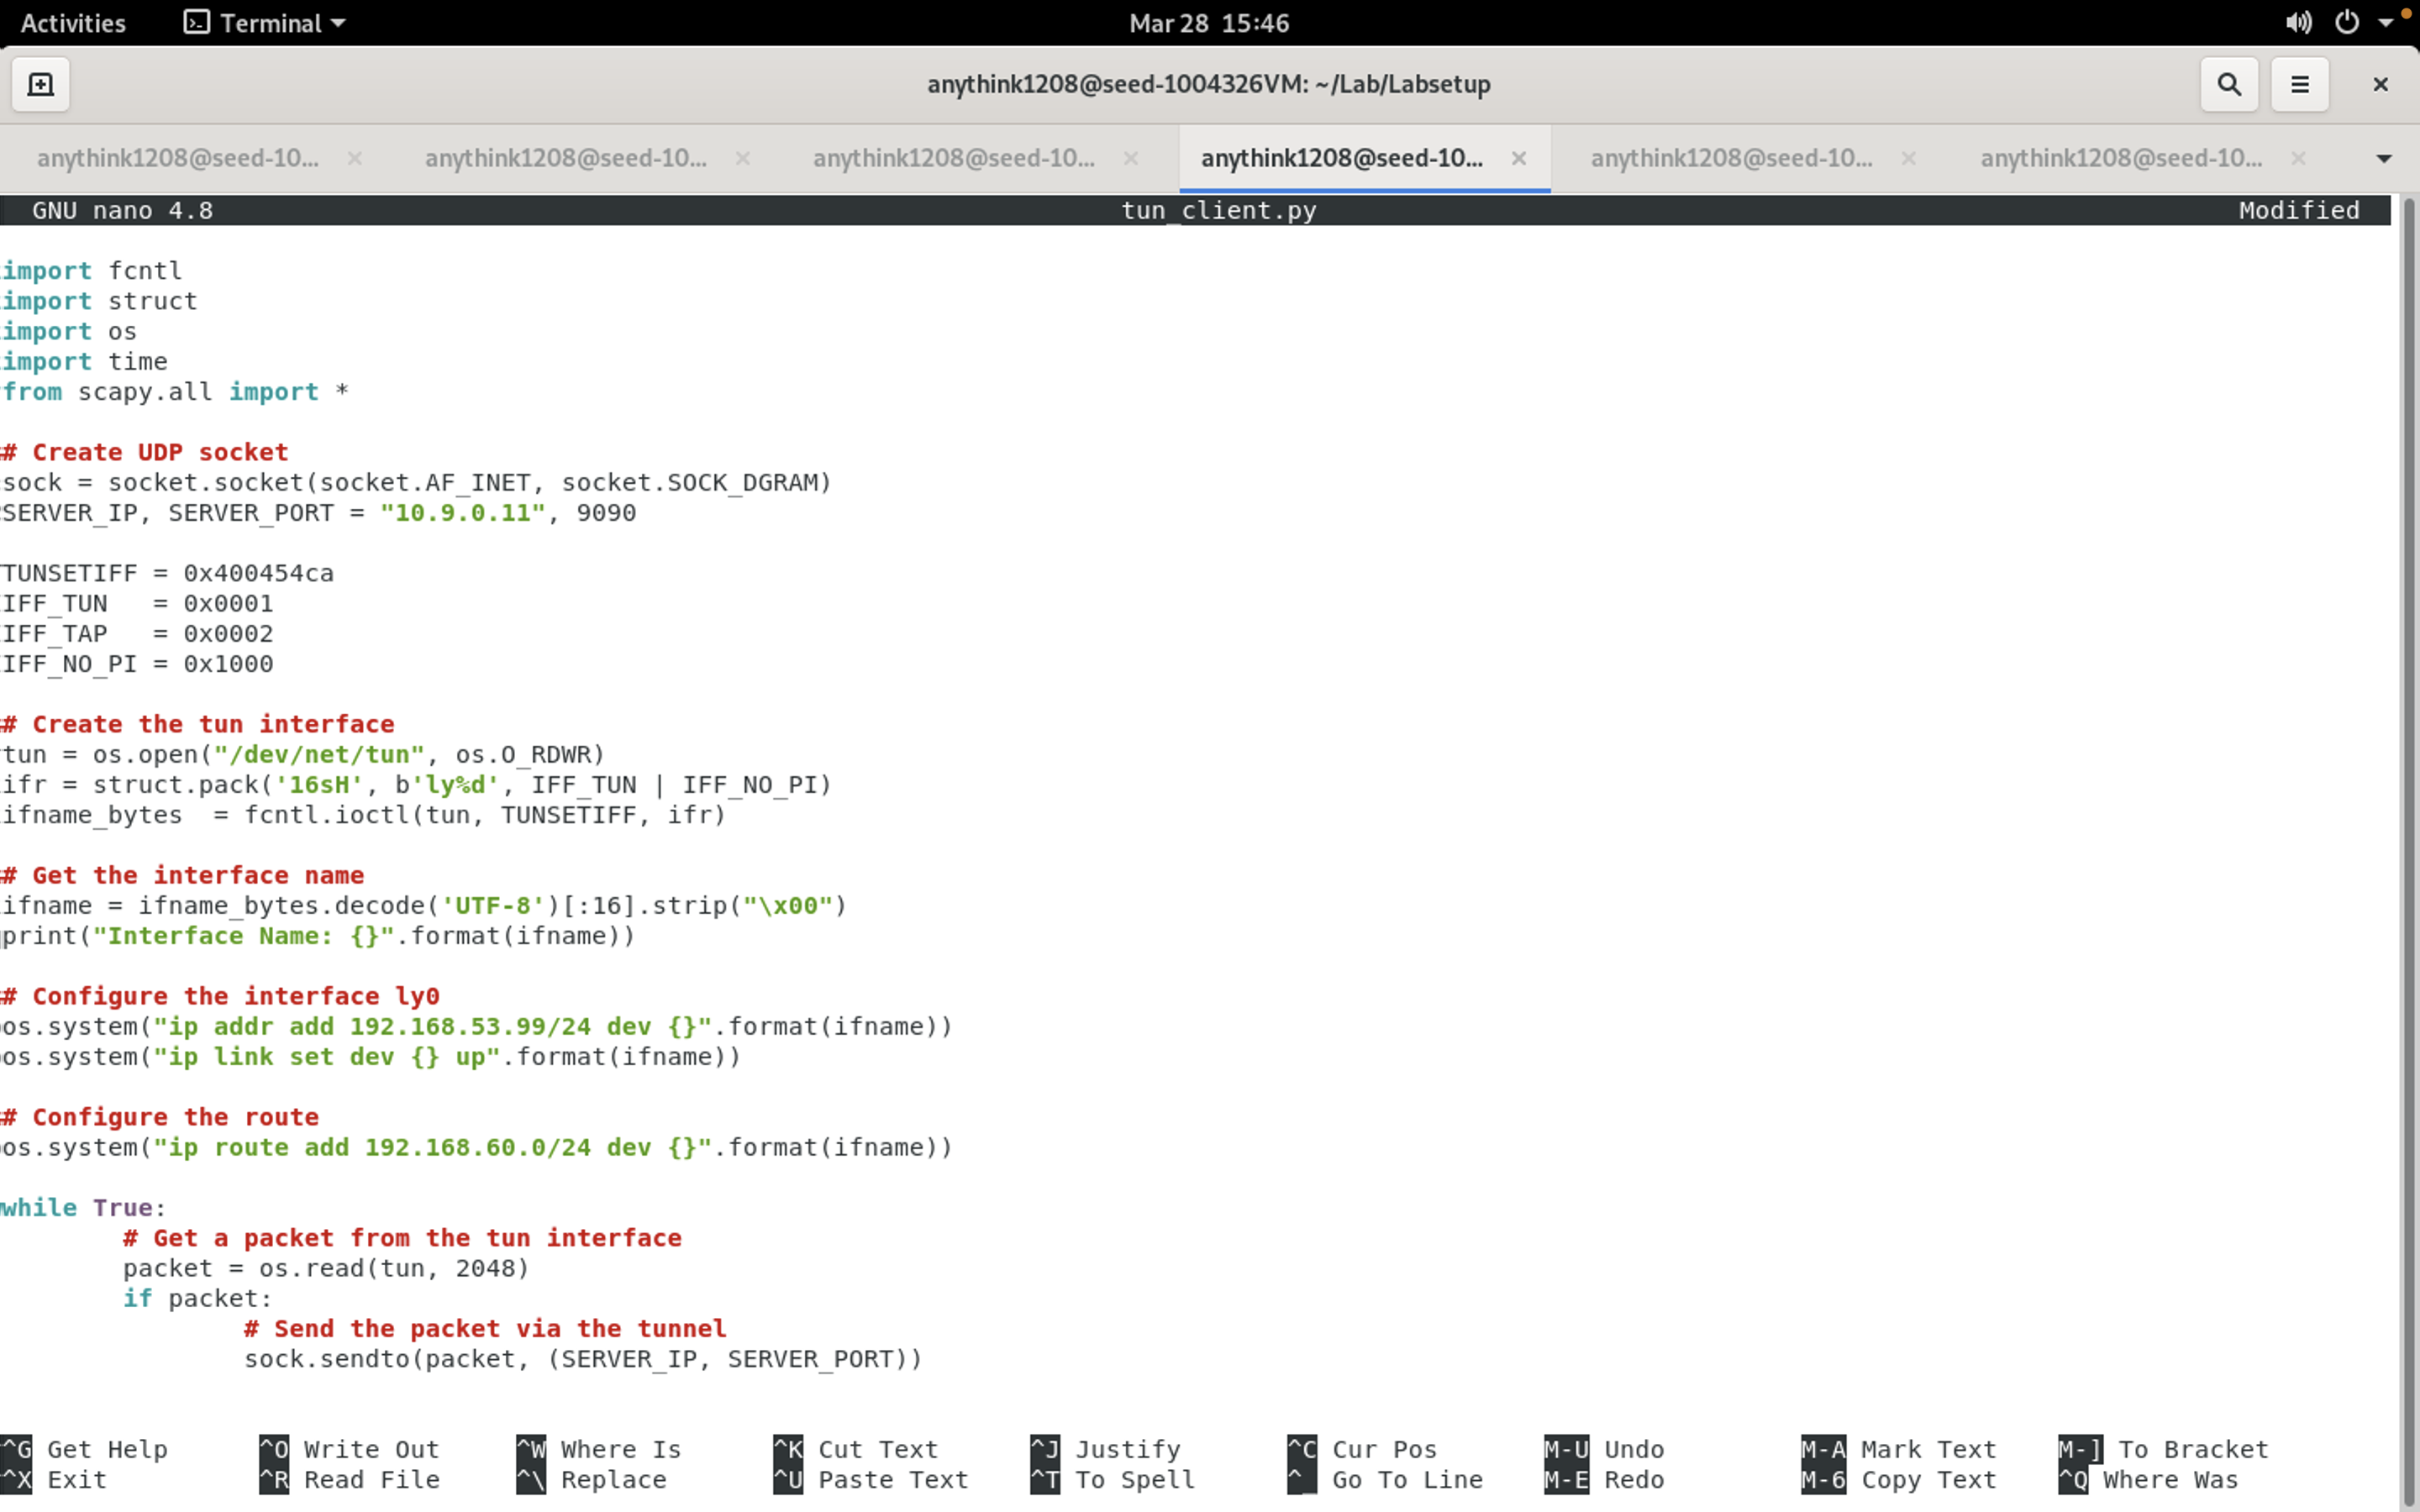 Activities Terminal Mar 28 15:46
anythink1208@seed-1004326VM: ~/Lab/Labsetup
anythink1208@seed-10... anythink1208@seed-10... anythink1208@seed-10... anythink1208@seed-10... anythink1208@seed-10... anythink1208@seed-10...
GNU nano 4.8 tun_client.py Modified
import fcntl
import struct
import os
import time
from scapy.all import *
# Create UDP socket
sock = socket.socket(socket.AF_INET, socket.SOCK_DGRAM)
SERVER_IP, SERVER_PORT = "10.9.0.11", 9090
TUNSETIFF = 0x400454ca
IFF_TUN   = 0x0001
IFF_TAP   = 0x0002
IFF_NO_PI = 0x1000
# Create the tun interface
tun = os.open("/dev/net/tun", os.O_RDWR)
ifr = struct.pack('16sH', b'ly%d', IFF_TUN | IFF_NO_PI)
ifname_bytes  = fcntl.ioctl(tun, TUNSETIFF, ifr)
# Get the interface name
ifname = ifname_bytes.decode('UTF-8')[:16].strip("\x00")
print("Interface Name: {}".format(ifname))
# Configure the interface ly0
os.system("ip addr add 192.168.53.99/24 dev {}".format(ifname))
os.system("ip link set dev {} up".format(ifname))
# Configure the route
os.system("ip route add 192.168.60.0/24 dev {}".format(ifname))
while True:
        # Get a packet from the tun interface
        packet = os.read(tun, 2048)
        if packet:
                # Send the packet via the tunnel
                sock.sendto(packet, (SERVER_IP, SERVER_PORT))
^G Get Help ^O Write Out ^W Where Is ^K Cut Text ^J Justify ^C Cur Pos M-U Undo M-A Mark Text M-] To Bracket
^X Exit ^R Read File ^\ Replace ^U Paste Text ^T To Spell ^_ Go To Line M-E Redo M-6 Copy Text ^Q Where Was